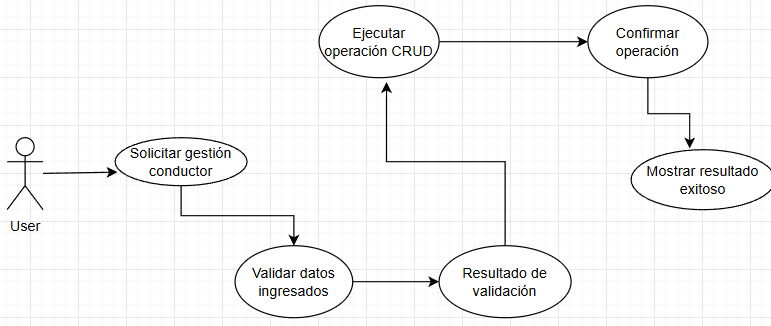 Ejecutar
operación CRUD
Confirmar
operación
Solicitar gestión
conductor
Mostrar resultado
exitoso
User
Validar datos
ingresados
Resultado de
validación